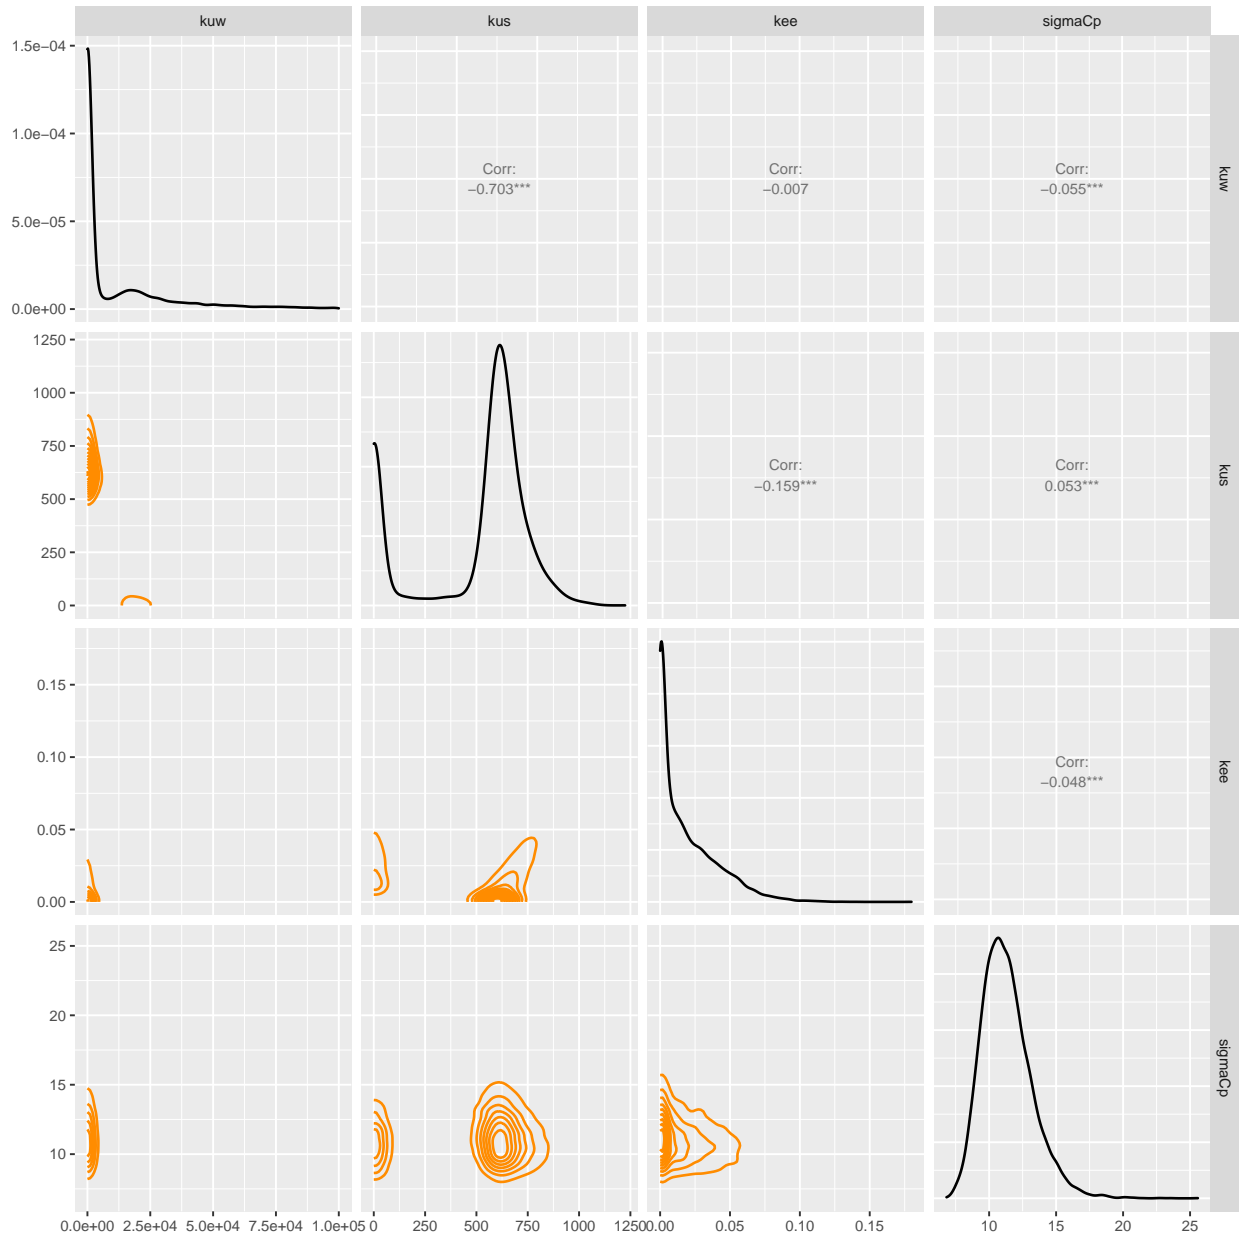 kuw kus kee sigmaCp
1.5e−04
1.0e−04
5.0e−05
0.0e+00
Corr:
−0.703***
Corr:
−0.007
Corr:
−0.055***
kuw
1250
1000
750
500
250
0
Corr:
−0.159***
Corr:
0.053***
kus
0.15
0.10
0.05
0.00
Corr:
−0.048***
kee
25
20
15
10
sigmaCp
0.0e+00 2.5e+04 5.0e+04 7.5e+04 1.0e+05
0 250 500 750 1000 1250
0.00 0.05 0.10 0.15
10 15 20 25